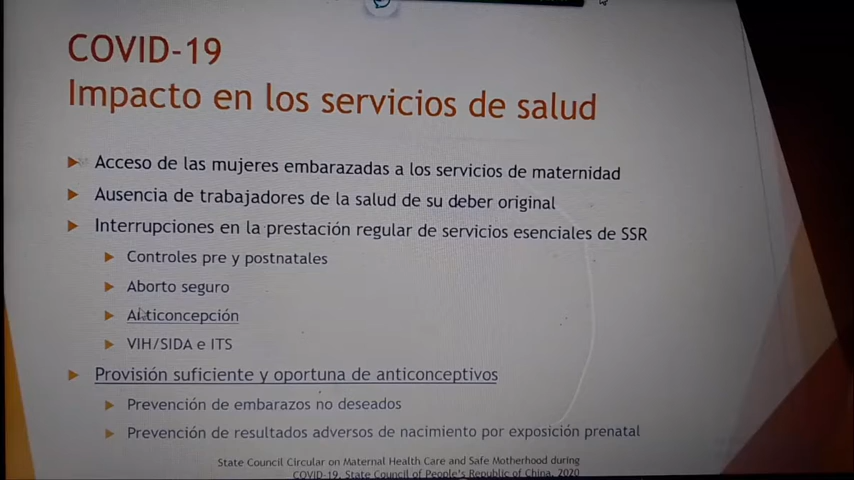 COVID-19
Impacto en los servicios de salud
Acceso de las mujeres embarazadas a los servicios de maternidad
Ausencia de trabajadores de la salud de su deber original
Interrupciones en la prestación regular de servicios esenciales de SSR
Controles pre y postnatales
Aborto seguro
Anticoncepción
VIH/SIDA e ITS
Provisión suficiente y oportuna de anticonceptivos
Prevención de embarazos no deseados
Prevención de resultados adversos de nacimiento por exposición prenatal
State Council Circular on Maternal Health Care and Safe Motherhood during
COVID-19, State Council of People's Republic of China, 2020